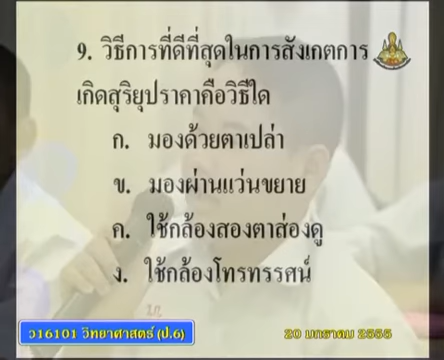 9. วิธีการที่ดีที่สุดในการสังเกตการ
เกิดสุริยุปราคาคือวิธีใด
ก. มองด้วยตาเปล่า
ข. มองผ่านแว่นขยาย
ค. ใช้กล้องสองตาส่องดู
ง. ใช้กล้องโทรทรรศน์
ว16101 วิทยาศาสตร์ (ป.6)
20 มกราคม 2555